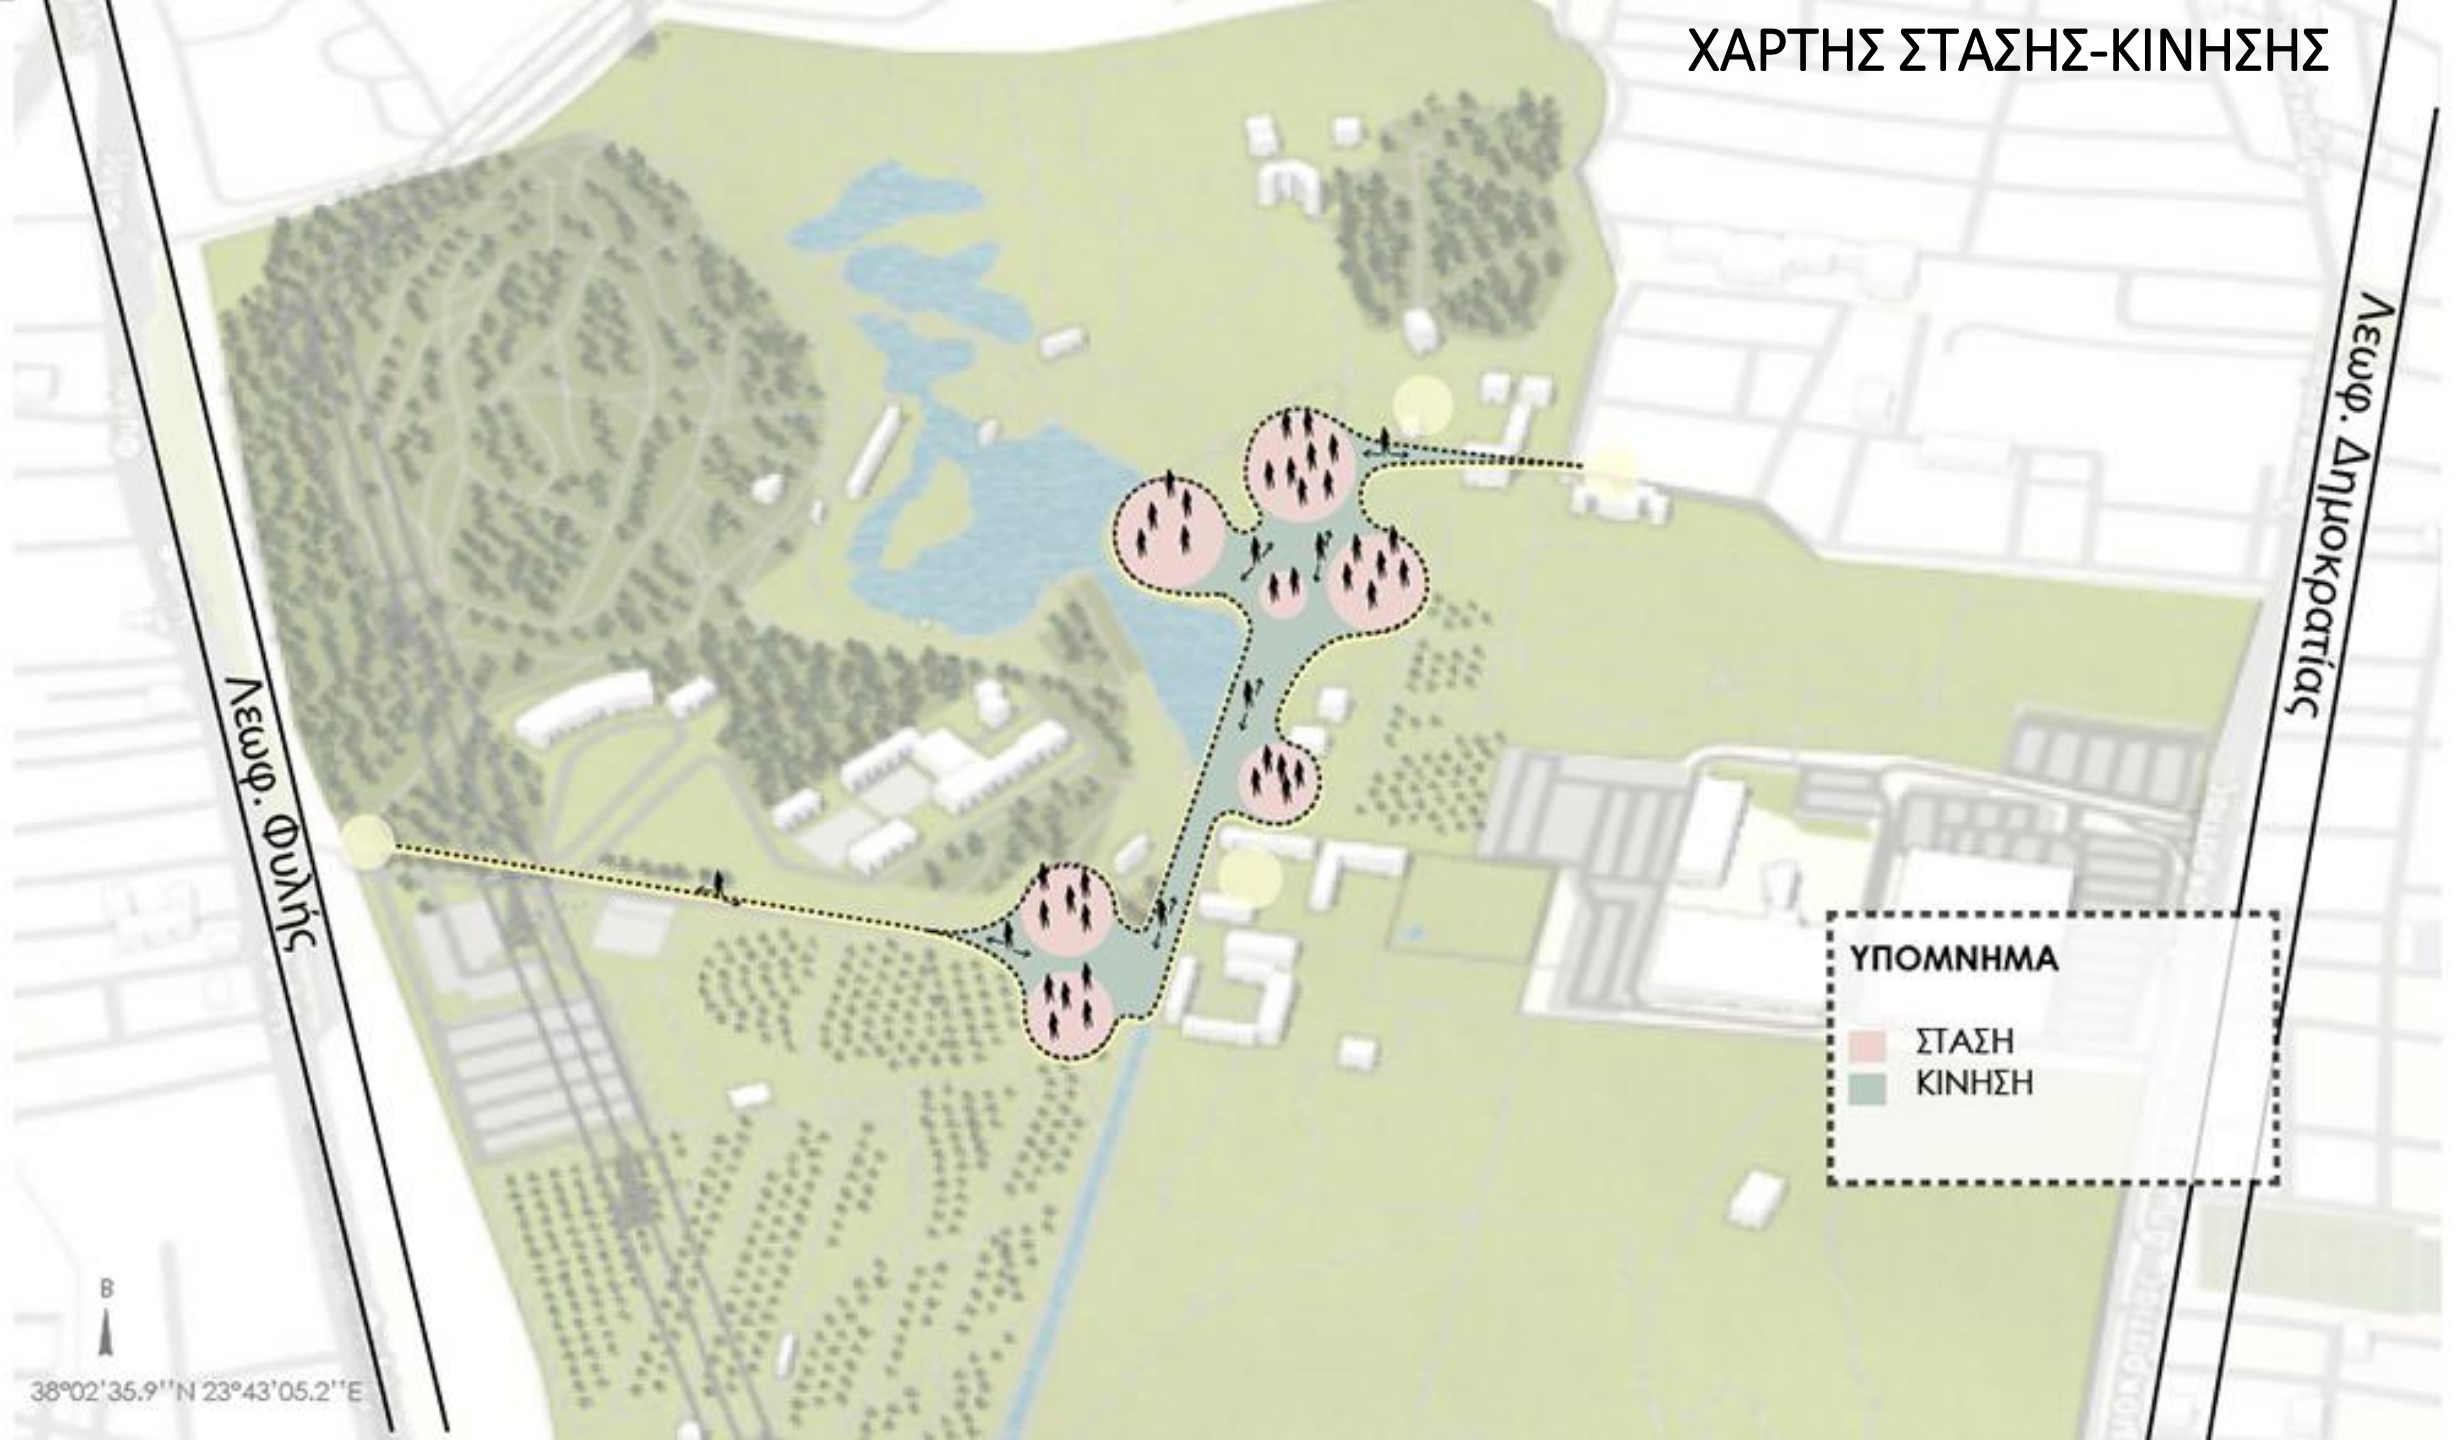 ΧΑΡΤΗΣ ΣΤΑΣΗΣ-ΚΙΝΗΣΗΣ
Λεωφ. Δημοκρατίας
Λεωφ. Φυλής
ΥΠΟΜΝΗΜΑ
ΣΤΑΣΗ
ΚΙΝΗΣΗ
Β
38°02'35.9''N 23°43'05.2''E